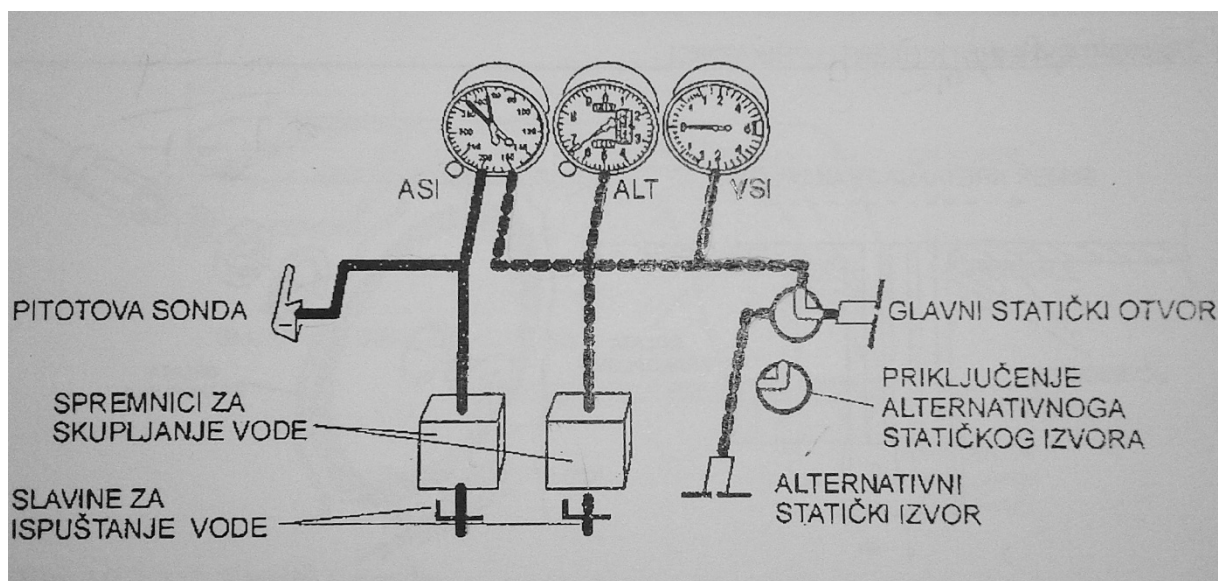 ASI
ALT
VSI
PITOTOVA SONDA
GLAVNI STATIČKI OTVOR
SPREMNICI ZA
SKUPLJANJE VODE
PRIKLJUČENJE
ALTERNATIVNOGA
STATIČKOG IZVORA
SLAVINE ZA
ISPUŠTANJE VODE
ALTERNATIVNI
STATIČKI IZVOR